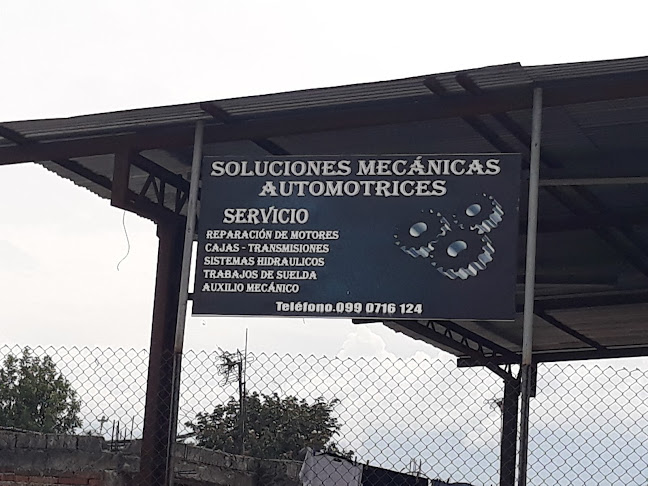 SOLUCIONES MECÁNICAS
AUTOMOTRICES
SERVICIO
REPARACIÓN DE MOTORES
CAJAS - TRANSMISIONES
SISTEMAS HIDRAULICOS
TRABAJOS DE SUELDA
AUXILIO MECÁNICO
Teléfono.099 0716 124